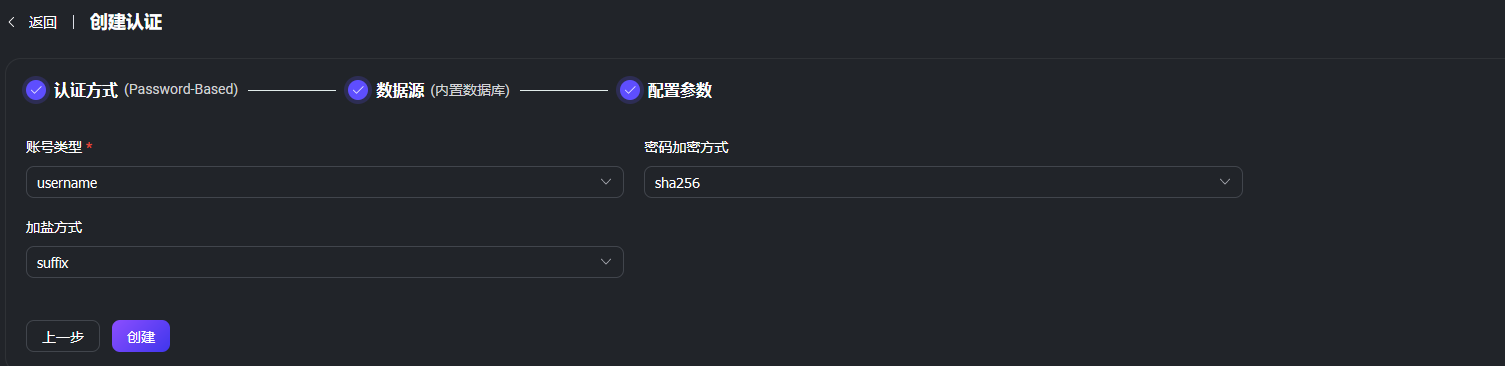 返回 | 创建认证
认证方式 (Password-Based) 数据源 (内置数据库) 配置参数
账号类型 * 密码加密方式
username sha256
加盐方式
suffix
上一步 创建